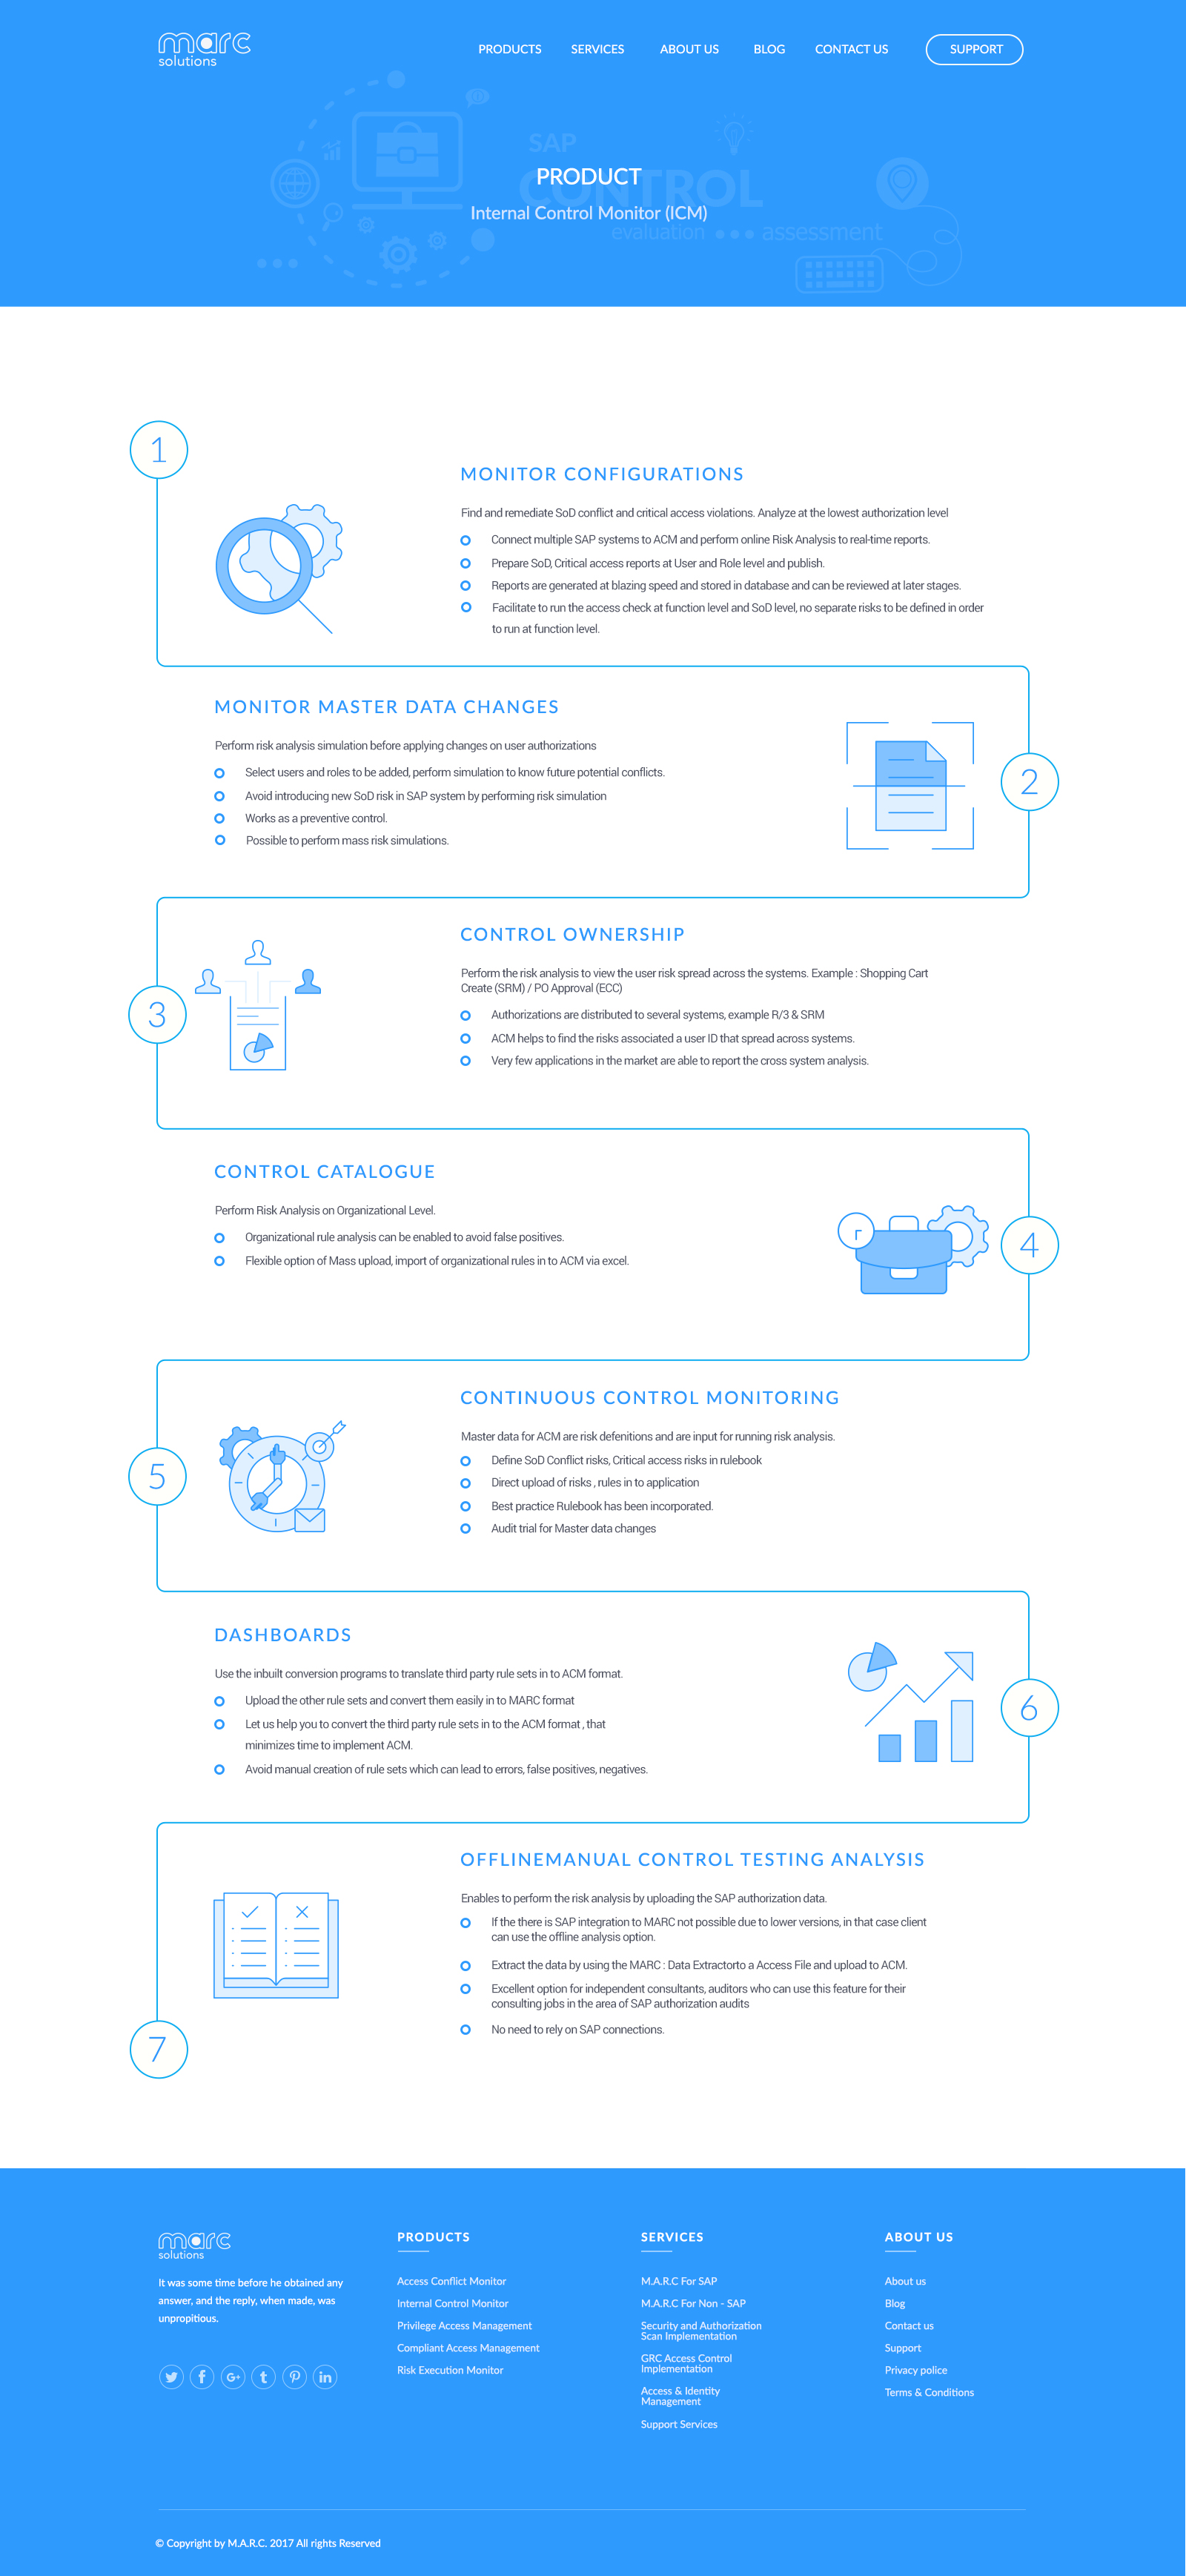 marc
solutions
PRODUCTS SERVICES ABOUT US BLOG CONTACT US SUPPORT
SAP
CONTROL
PRODUCT
Internal Control Monitor (ICM)
evaluation assessment
1
MONITOR CONFIGURATIONS
Find and remediate SoD conflict and critical access violations. Analyze at the lowest authorization level
Connect multiple SAP systems to ACM and perform online Risk Analysis to real-time reports.
Prepare SoD, Critical access reports at User and Role level and publish.
Reports are generated at blazing speed and stored in database and can be reviewed at later stages.
Facilitate to run the access check at function level and SoD level, no separate risks to be defined in order
to run at function level.
MONITOR MASTER DATA CHANGES
Perform risk analysis simulation before applying changes on user authorizations
Select users and roles to be added, perform simulation to know future potential conflicts.
Avoid introducing new SoD risk in SAP system by performing risk simulation
Works as a preventive control.
Possible to perform mass risk simulations.
2
CONTROL OWNERSHIP
Perform the risk analysis to view the user risk spread across the systems. Example : Shopping Cart
Create (SRM) / PO Approval (ECC)
3
Authorizations are distributed to several systems, example R/3 & SRM
ACM helps to find the risks associated a user ID that spread across systems.
Very few applications in the market are able to report the cross system analysis.
CONTROL CATALOGUE
Perform Risk Analysis on Organizational Level.
Organizational rule analysis can be enabled to avoid false positives.
Flexible option of Mass upload, import of organizational rules in to ACM via excel.
4
CONTINUOUS CONTROL MONITORING
Master data for ACM are risk defenitions and are input for running risk analysis.
5
Define SoD Conflict risks, Critical access risks in rulebook
Direct upload of risks , rules in to application
Best practice Rulebook has been incorporated.
Audit trial for Master data changes
DASHBOARDS
Use the inbuilt conversion programs to translate third party rule sets in to ACM format.
Upload the other rule sets and convert them easily in to MARC format
Let us help you to convert the third party rule sets in to the ACM format , that
minimizes time to implement ACM.
Avoid manual creation of rule sets which can lead to errors, false positives, negatives.
6
OFFLINEMANUAL CONTROL TESTING ANALYSIS
Enables to perform the risk analysis by uploading the SAP authorization data.
If the there is SAP integration to MARC not possible due to lower versions, in that case client
can use the offline analysis option.
Extract the data by using the MARC : Data Extractorto a Access File and upload to ACM.
Excellent option for independent consultants, auditors who can use this feature for their
consulting jobs in the area of SAP authorization audits
No need to rely on SAP connections.
7
marc
solutions
It was some time before he obtained any
answer, and the reply, when made, was
unpropitious.
PRODUCTS
Access Conflict Monitor
Internal Control Monitor
Privilege Access Management
Compliant Access Management
Risk Execution Monitor
SERVICES
M.A.R.C For SAP
M.A.R.C For Non - SAP
Security and Authorization
Scan Implementation
GRC Access Control
Implementation
Access & Identity
Management
Support Services
ABOUT US
About us
Blog
Contact us
Support
Privacy police
Terms & Conditions
© Copyright by M.A.R.C. 2017 All rights Reserved